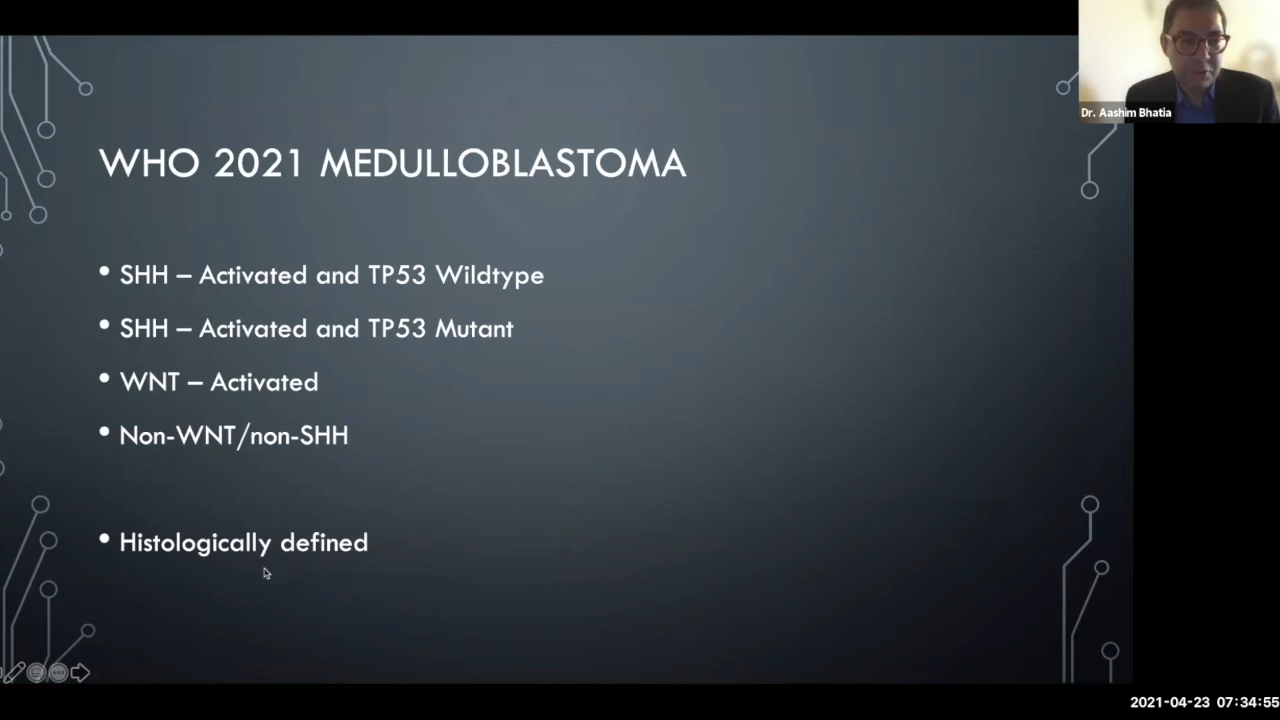 Dr. Aashim Bhatia
WHO 2021 MEDULLOBLASTOMA
• SHH – Activated and TP53 Wildtype
• SHH – Activated and TP53 Mutant
• WNT – Activated
• Non-WNT/non-SHH
• Histologically defined
2021-04-23 07:34:55